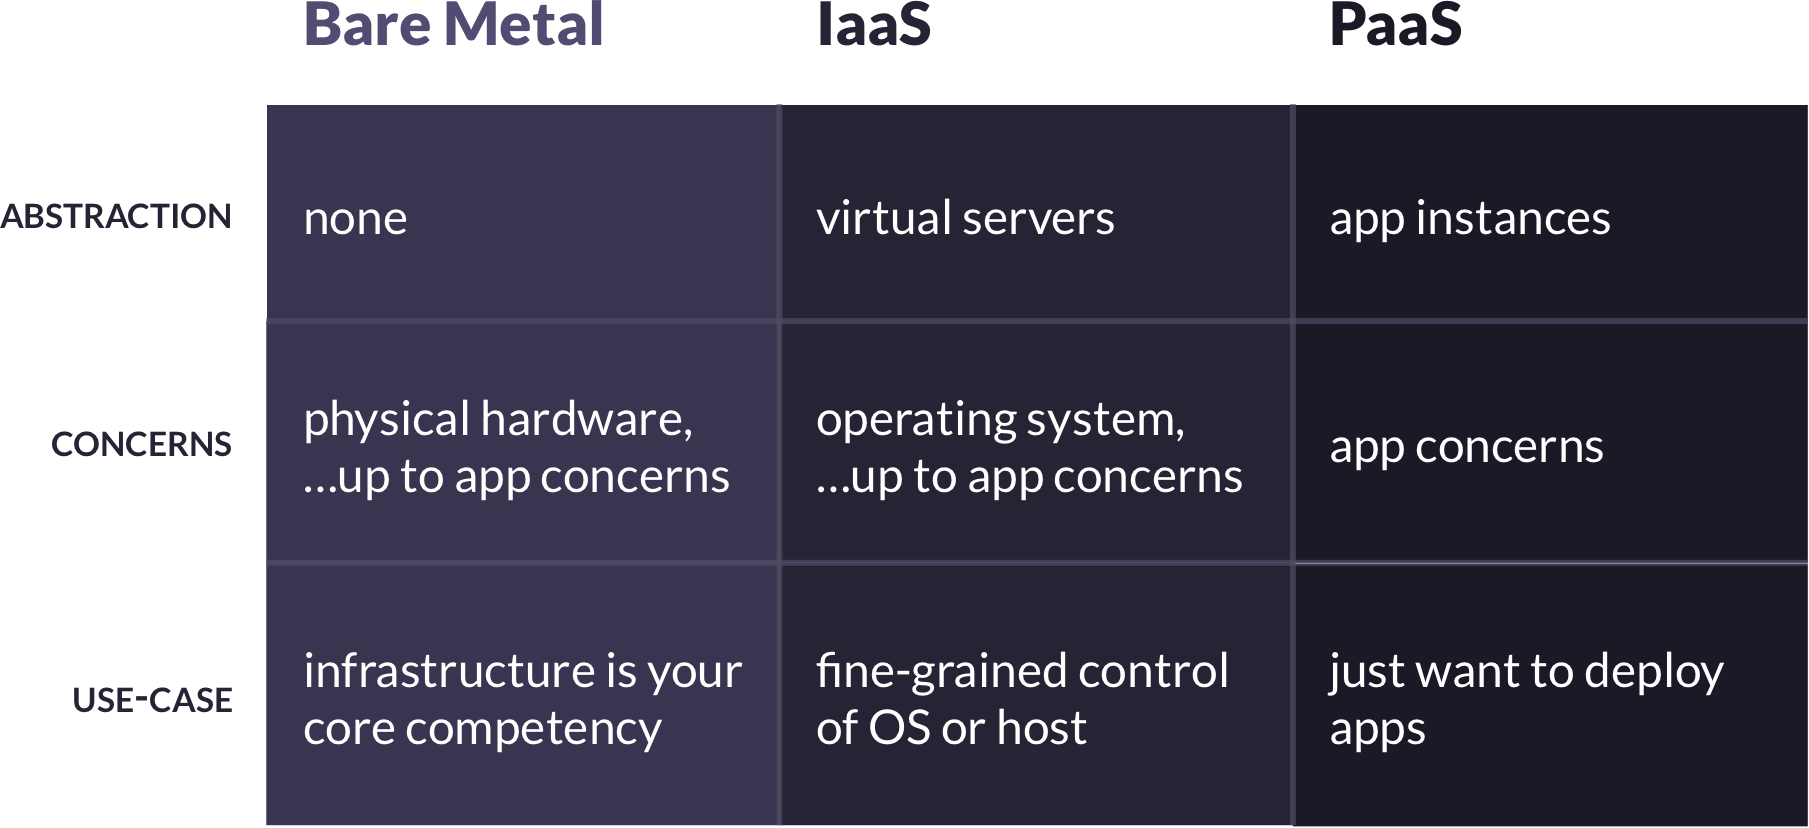 Bare Metal
IaaS
PaaS
ABSTRACTION
none
virtual servers
app instances
CONCERNS
physical hardware,
...up to app concerns
operating system,
...up to app concerns
app concerns
USE-CASE
infrastructure is your
core competency
fine-grained control
of OS or host
just want to deploy
apps